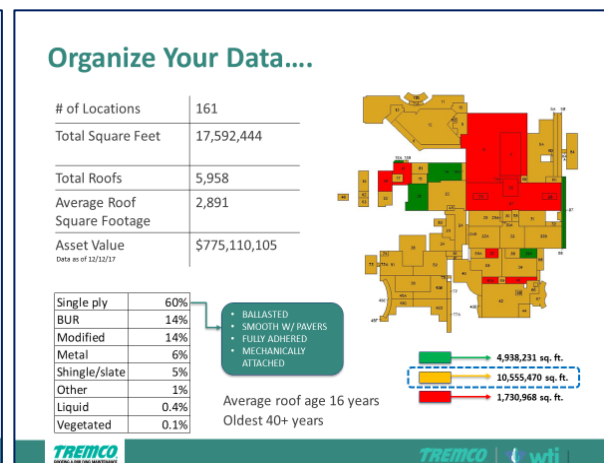 Organize Your Data....
# of Locations 161
Total Square Feet 17,592,444
Total Roofs 5,958
Average Roof 2,891
Square Footage
Asset Value $775,110,105
Data as of 12/12/17
Single ply 60%
BUR 14%
Modified 14%
Metal 6%
Shingle/slate 5%
Other 1%
Liquid 0.4%
Vegetated 0.1%
• BALLASTED
• SMOOTH W/ PAVERS
• FULLY ADHERED
• MECHANICALLY
ATTACHED
Average roof age 16 years
Oldest 40+ years
4,938,231 sq. ft.
10,555,470 sq. ft.
1,730,968 sq. ft.
TREMCO
ROOFING & BUILDING MAINTENANCE
TREMCO wti